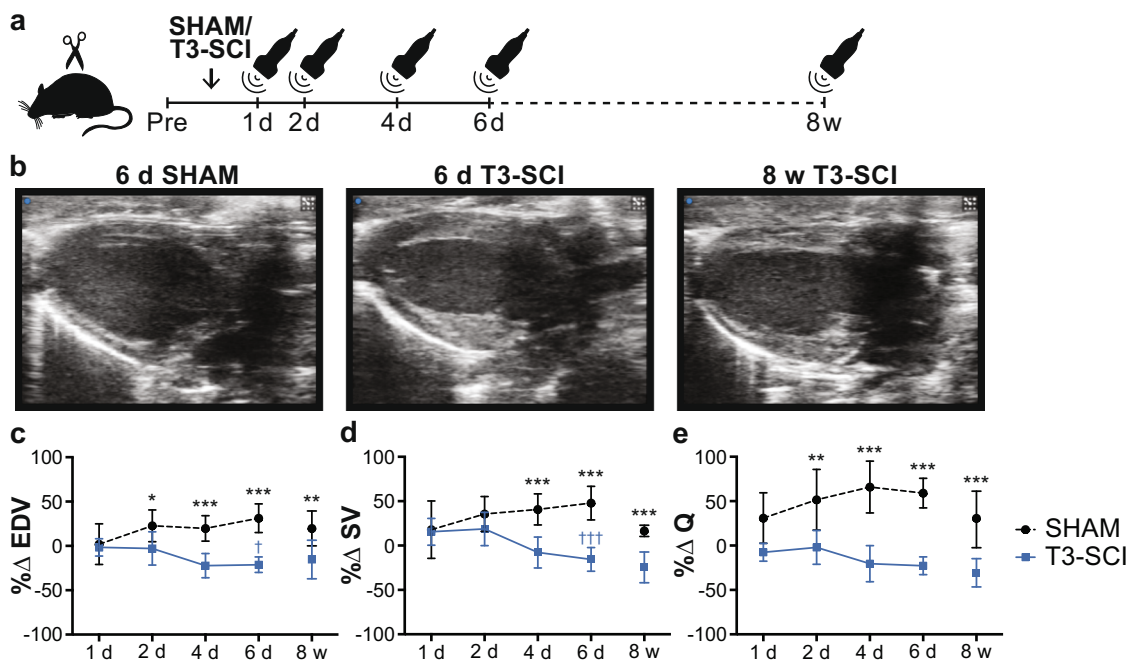 a
SHAM/
T3-SCI
Pre 1 d 2 d 4 d 6 d 8 w
b
6 d SHAM 6 d T3-SCI 8 w T3-SCI
c
%Δ EDV
100
50
0
-50
-100
* *** *** **
†
1 d 2 d 4 d 6 d 8 w
d
%Δ SV
100
50
0
-50
-100
*** *** ***
†††
1 d 2 d 4 d 6 d 8 w
e
%Δ Q
100
50
0
-50
-100
** *** *** ***
1 d 2 d 4 d 6 d 8 w
SHAM
T3-SCI